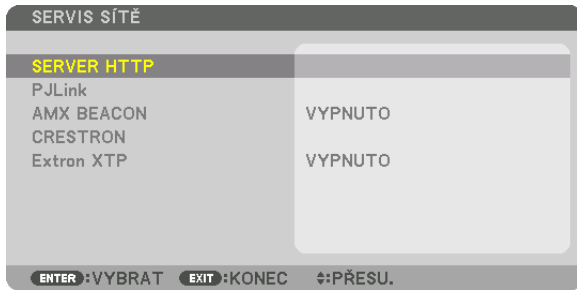 SERVIS SÍTĚ
SERVER HTTP
PJLink
AMX BEACON VYPNUTO
CRESTRON
Extron XTP VYPNUTO
ENTER :VYBRAT EXIT :KONEC :PŘESU.